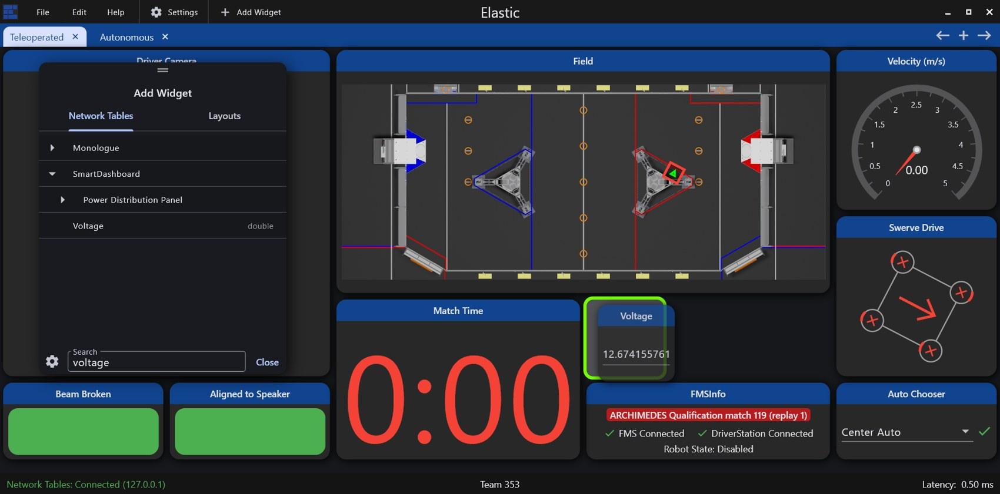 File Edit Help Settings Add Widget Elastic
Teleoperated Autonomous
Driver Camera
Add Widget
Network Tables Layouts
Monologue
SmartDashboard
Power Distribution Panel
Voltage double
Search
voltage
Close
Field
Velocity (m/s)
0 0.5 1 1.5 2 2.5 3 3.5 4 4.5 5
0.00
Swerve Drive
Match Time
0:00
Voltage
12.674155761
Beam Broken
Aligned to Speaker
FMSInfo
ARCHIMEDES Qualification match 119 (replay 1)
FMS Connected DriverStation Connected
Robot State: Disabled
Auto Chooser
Center Auto
Network Tables: Connected (127.0.0.1) Team 353 Latency: 0.50 ms